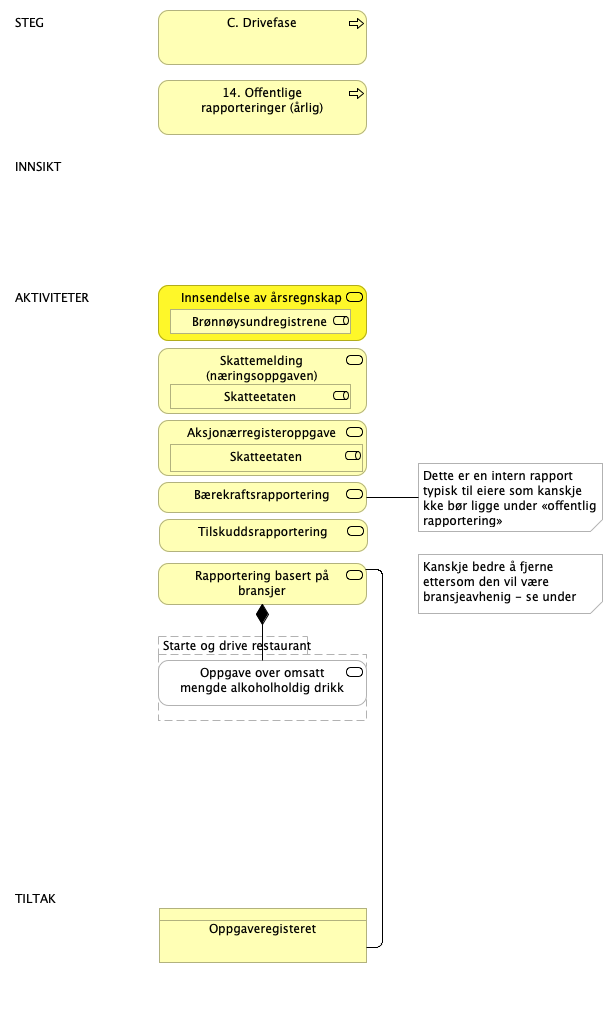 STEG
C. Drivefase
14. Offentlige
rapporteringer (årlig)
INNSIKT
AKTIVITETER
Innsendelse av årsregnskap
Brønnøysundregistrene
Skattemelding
(næringsoppgaven)
Skatteetaten
Aksjonærregisteroppgave
Skatteetaten
Bærekraftsrapportering
Dette er en intern rapport
typisk til eiere som kanskje
kke bør ligge under «offentlig
rapportering»
Tilskuddsrapportering
Rapportering basert på
bransjer
Kanskje bedre å fjerne
ettersom den vil være
bransjeavhenig – se under
Starte og drive restaurant
Oppgave over omsatt
mengde alkoholholdig drikk
TILTAK
Oppgaveregisteret